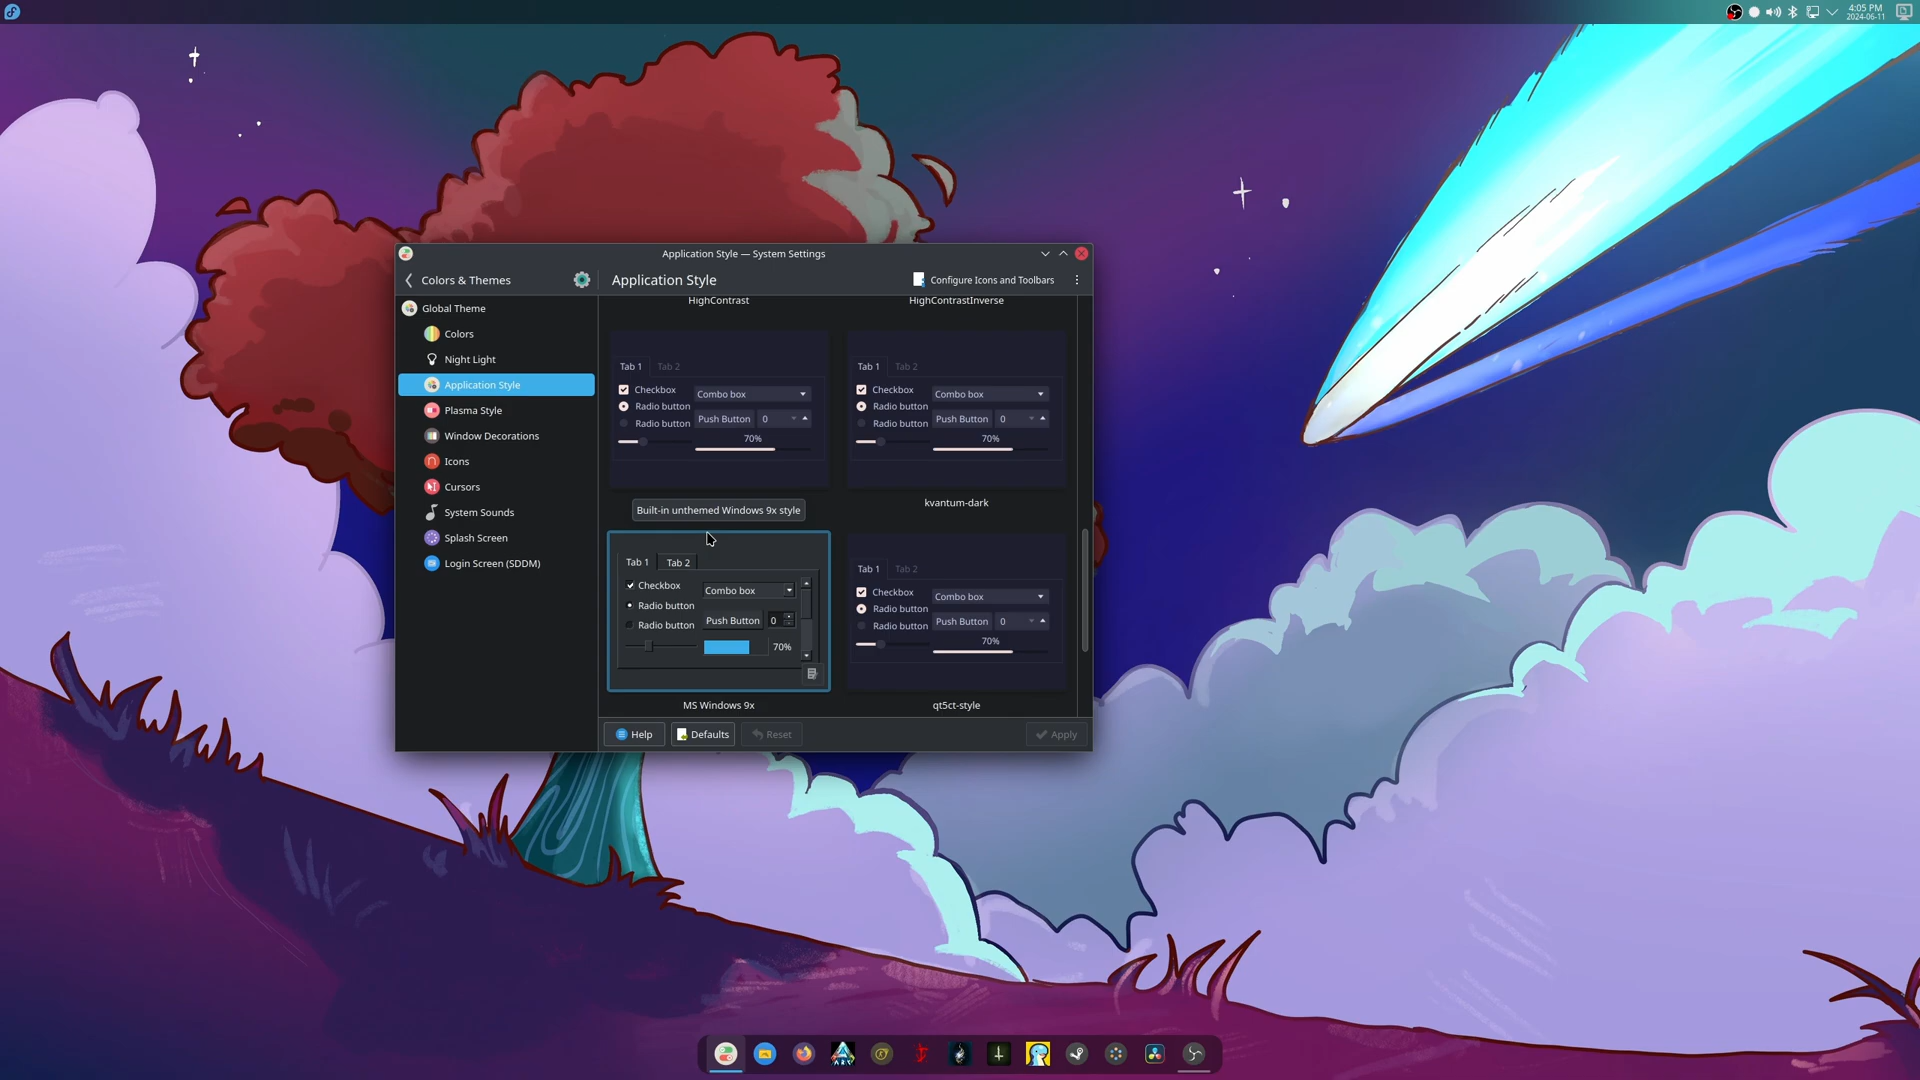 4:05 PM
2024-06-11
Application Style — System Settings
Colors & Themes
Application Style
Configure Icons and Toolbars
Global Theme
Colors
Night Light
Application Style
Plasma Style
Window Decorations
Icons
Cursors
System Sounds
Splash Screen
Login Screen (SDDM)
HighContrast
HighContrastInverse
Tab 1 Tab 2
Checkbox Combo box
Radio button
Push Button 0
Radio button
70%
Tab 1 Tab 2
Checkbox Combo box
Radio button
Push Button 0
Radio button
70%
Built-in unthemed Windows 9x style
kvantum-dark
Tab 1 Tab 2
Checkbox
Combo box
Radio button
Push Button 0
Radio button
70%
Tab 1 Tab 2
Checkbox Combo box
Radio button
Push Button 0
Radio button
70%
MS Windows 9x
qt5ct-style
Help
Defaults
Reset
Apply